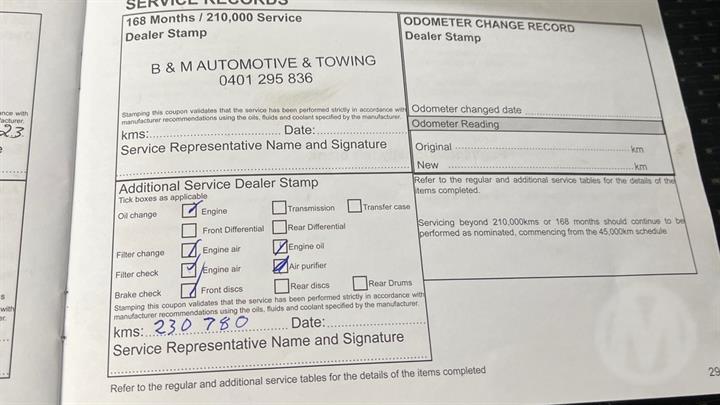 SERVICE RECORDS
168 Months / 210,000 Service
Dealer Stamp
B & M AUTOMOTIVE & TOWING
0401 295 836
Stamping this coupon validates that the service has been performed strictly in accordance with
manufacturer recommendations using the oils, fluids and coolant specified by the manufacturer.
kms: Date:
Service Representative Name and Signature
Additional Service Dealer Stamp
Tick boxes as applicable
Oil change Engine Transmission Transfer case
Front Differential Rear Differential
Filter change Engine air Engine oil
Filter check Engine air Air purifier
Brake check Front discs Rear discs Rear Drums
Stamping this coupon validates that the service has been performed strictly in accordance with
manufacturer recommendations using the oils, fluids and coolant specified by the manufacturer.
kms: 230 780 Date:
Service Representative Name and Signature
Refer to the regular and additional service tables for the details of the items completed
ODOMETER CHANGE RECORD
Dealer Stamp
Odometer changed date
Odometer Reading
Original km
New km
Refer to the regular and additional service tables for the details of the
items completed.
Servicing beyond 210,000kms or 168 months should continue to be
performed as nominated, commencing from the 45,000km schedule
29